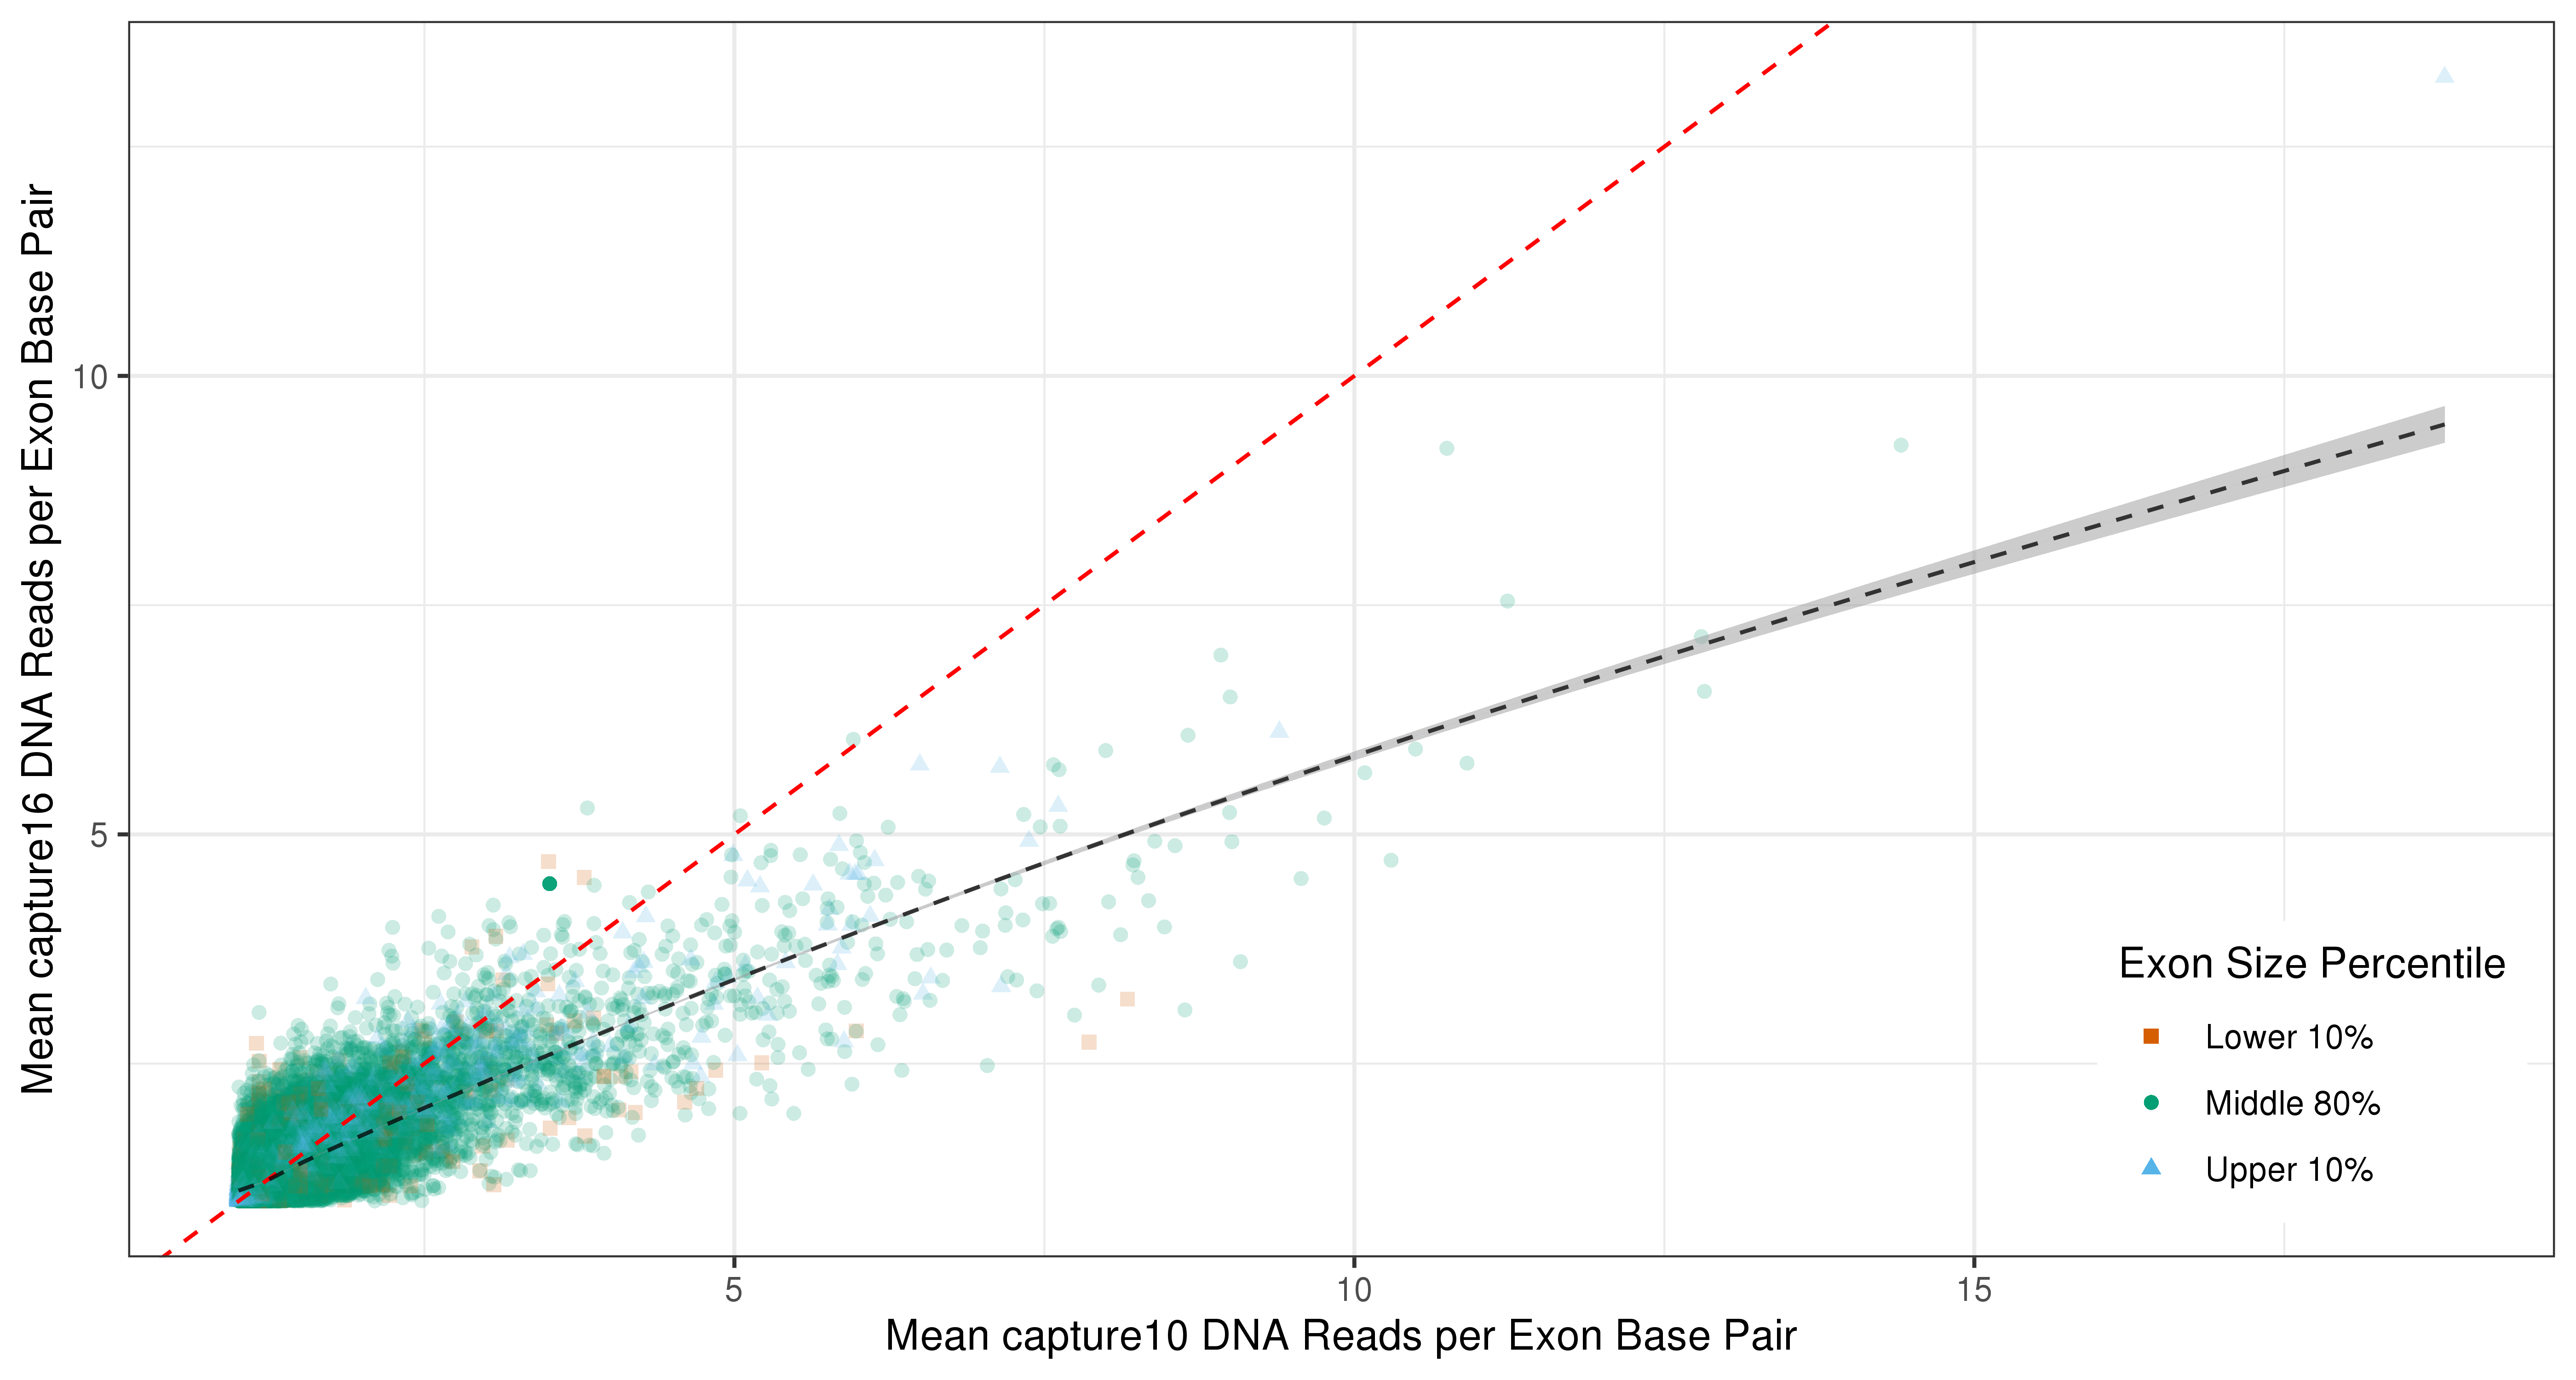 Mean capture16 DNA Reads per Exon Base Pair
10
5
Exon Size Percentile
Lower 10%
Middle 80%
Upper 10%
5
10
15
Mean capture10 DNA Reads per Exon Base Pair